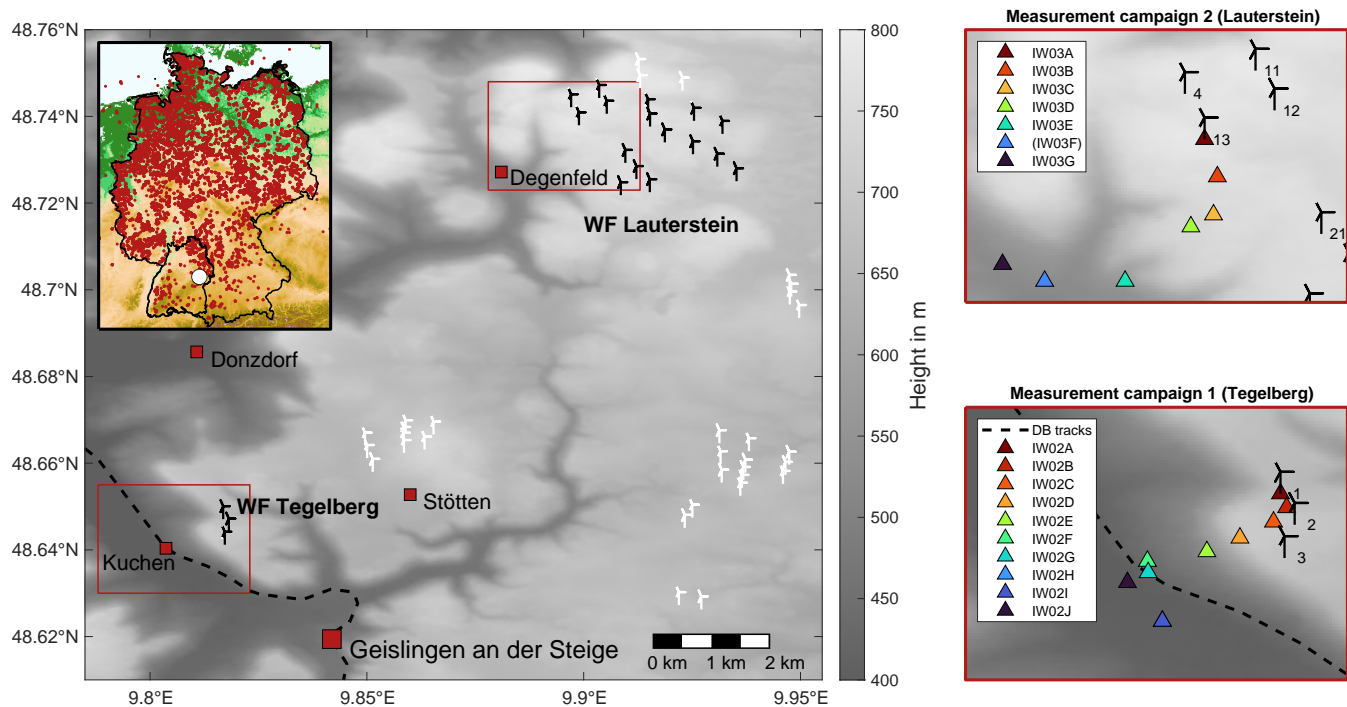 48.76°N
48.74°N
48.72°N
48.7°N
48.68°N
48.66°N
48.64°N
48.62°N
9.8°E
9.85°E
9.9°E
9.95°E
Degenfeld
WF Lauterstein
Donzdorf
WF Tegelberg
Stötten
Kuchen
Geislingen an der Steige
0 km 1 km 2 km
800
750
700
650
600
550
500
450
400
Height in m
Measurement campaign 2 (Lauterstein)
IW03A
IW03B
IW03C
IW03D
IW03E
(IW03F)
IW03G
11
4
12
13
21
Measurement campaign 1 (Tegelberg)
DB tracks
IW02A
IW02B
IW02C
IW02D
IW02E
IW02F
IW02G
IW02H
IW02I
IW02J
1
2
3